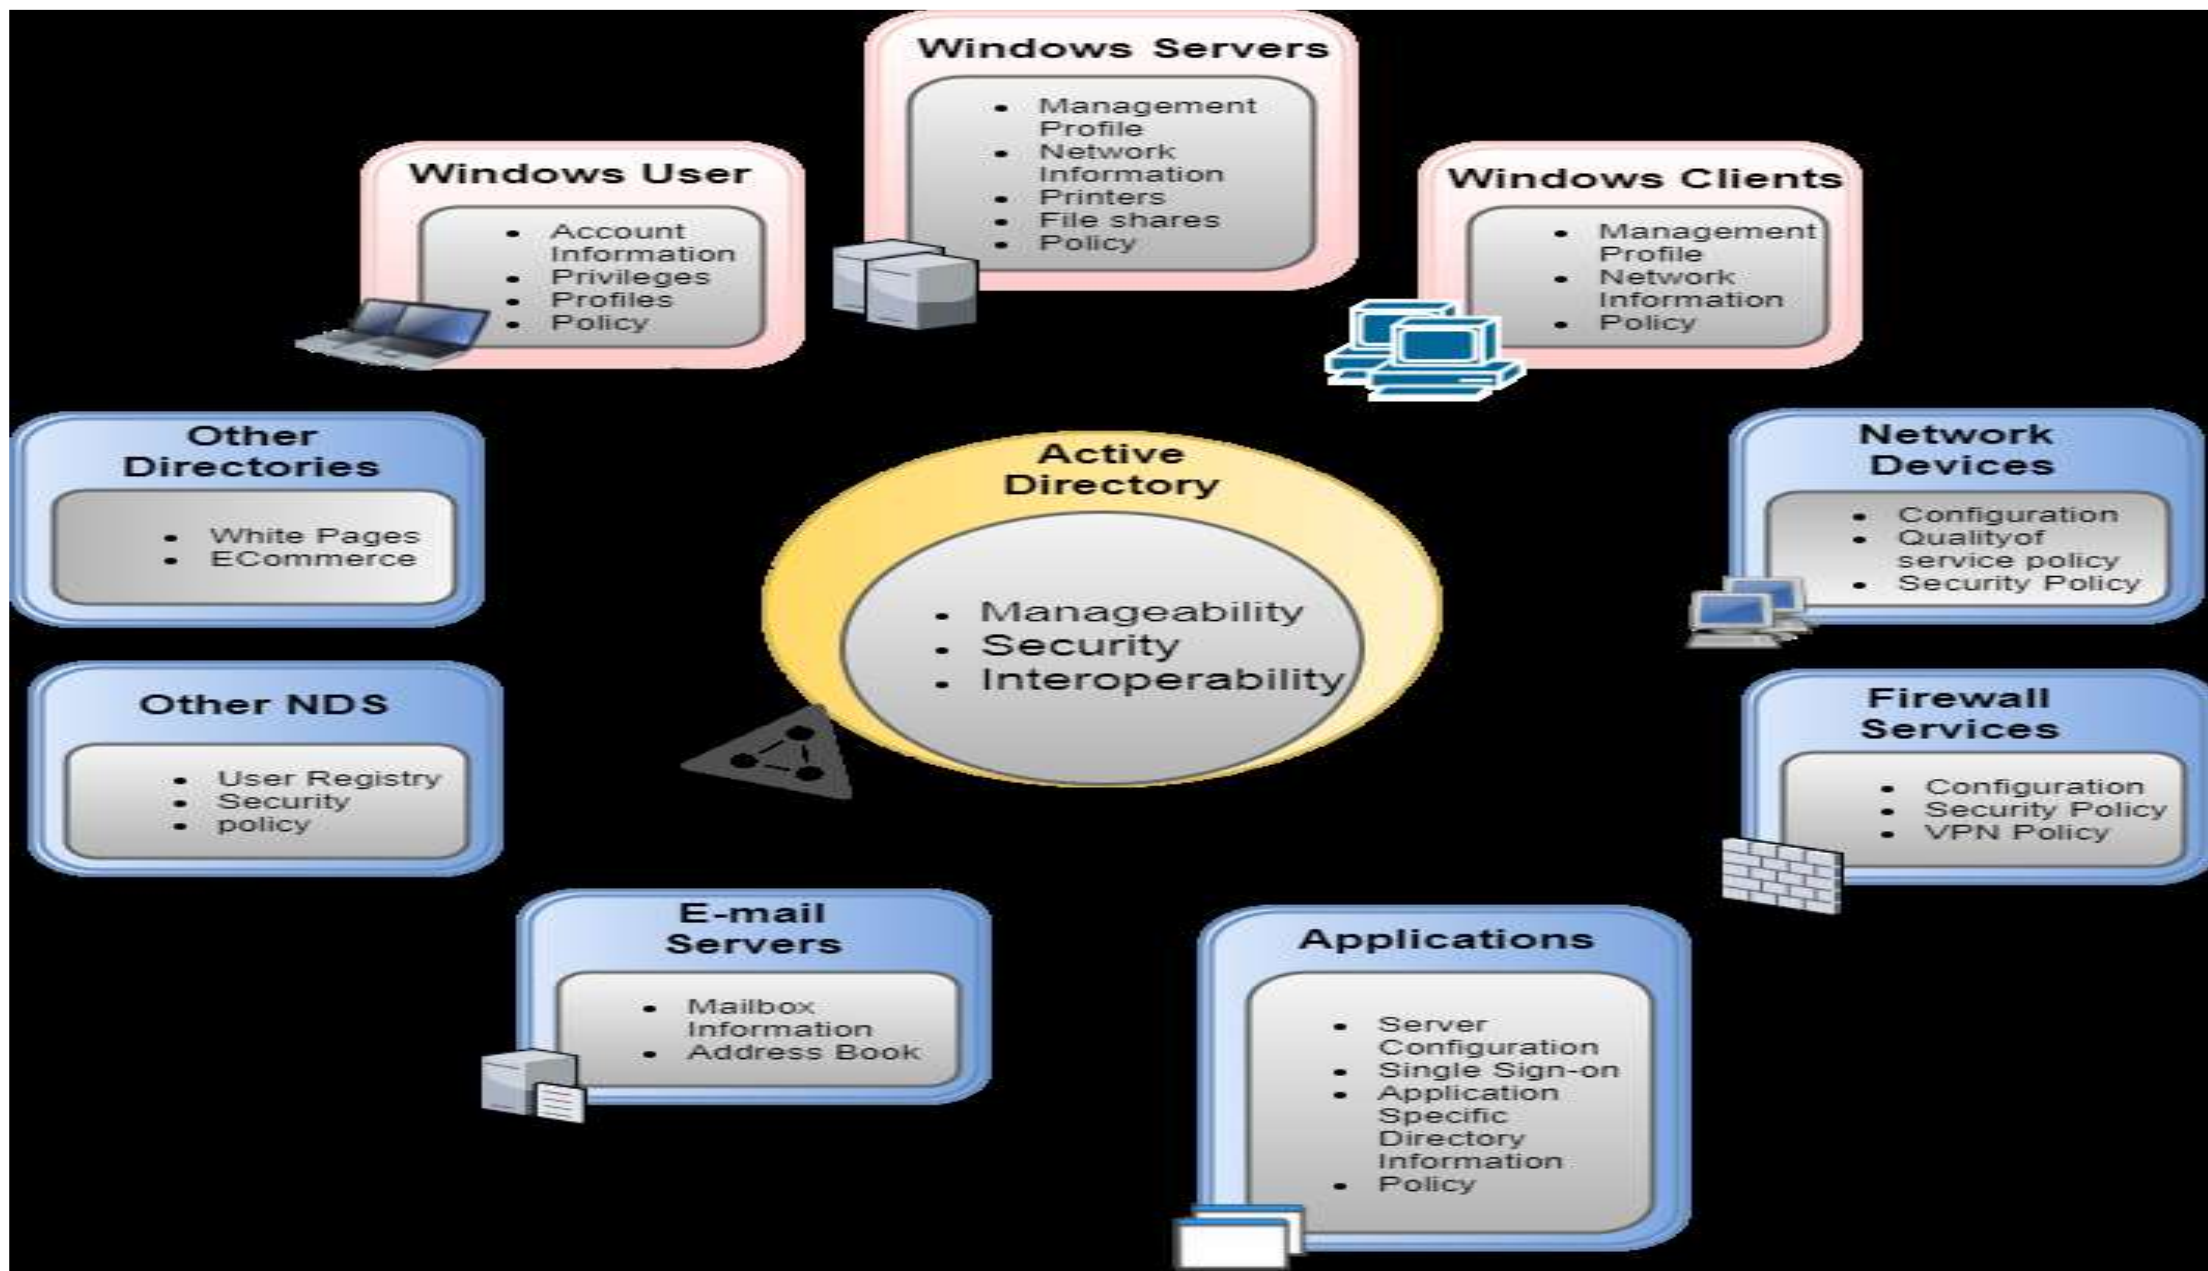 Windows Servers
• Management
Profile
• Network
Information
• Printers
• File shares
• Policy
Windows User
• Account
Information
• Privileges
• Profiles
• Policy
Windows Clients
• Management
Profile
• Network
Information
• Policy
Other
Directories
• White Pages
• ECommerce
Active
Directory
• Manageability
• Security
• Interoperability
Network
Devices
• Configuration
• Qualityof
service policy
• Security Policy
Other NDS
• User Registry
• Security
• policy
Firewall
Services
• Configuration
• Security Policy
• VPN Policy
E-mail
Servers
• Mailbox
Information
• Address Book
Applications
• Server
Configuration
• Single Sign-on
• Application
Specific
Directory
Information
• Policy